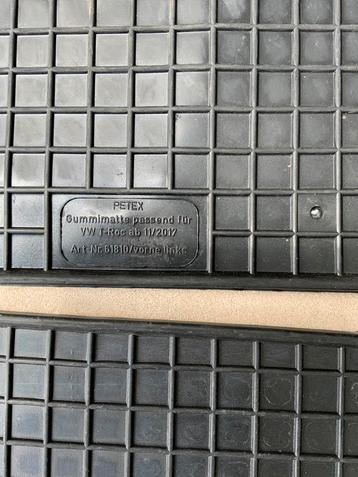 PETEX
Gummimatte passend für
VW T-Roc ab 11/2017
Art-Nr. 61810/vorne links